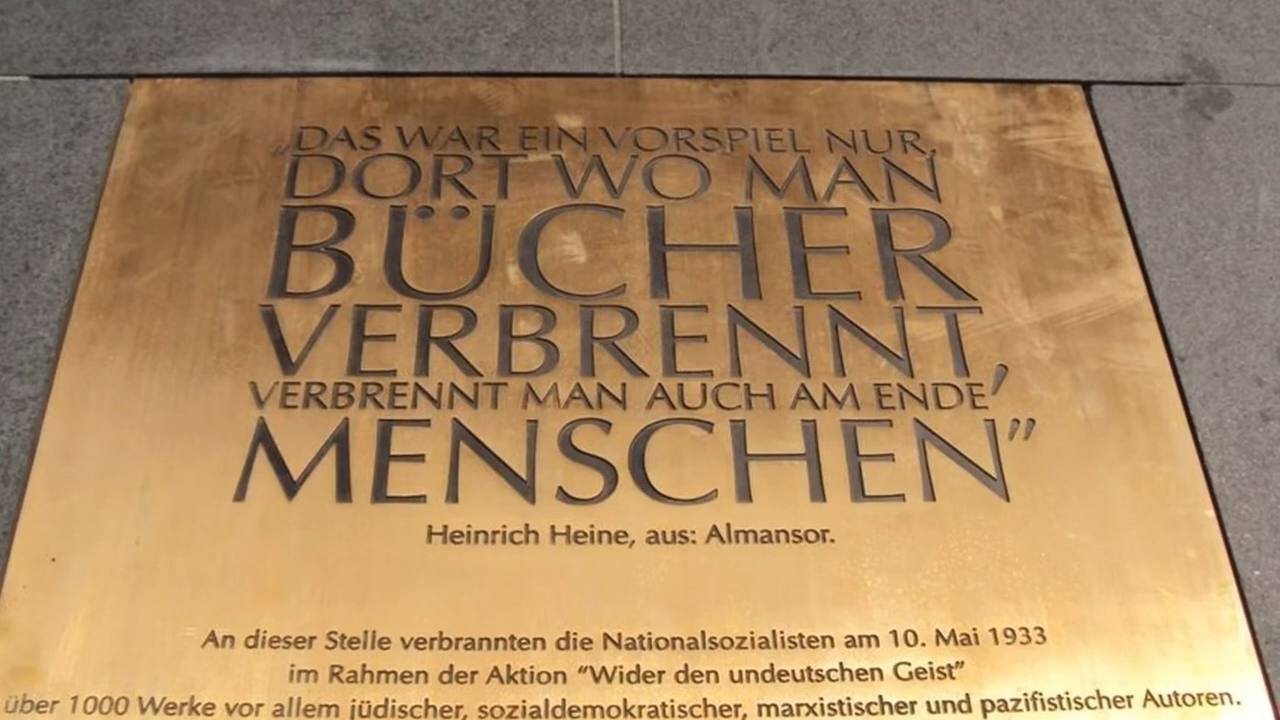 „DAS WAR EIN VORSPIEL NUR,
DORT WO MAN
BÜCHER
VERBRENNT,
VERBRENNT MAN AUCH AM ENDE
MENSCHEN”
Heinrich Heine, aus: Almansor.
An dieser Stelle verbrannten die Nationalsozialisten am 10. Mai 1933
im Rahmen der Aktion “Wider den undeutschen Geist”
über 1000 Werke vor allem jüdischer, sozialdemokratischer, marxistischer und pazifistischer Autoren.